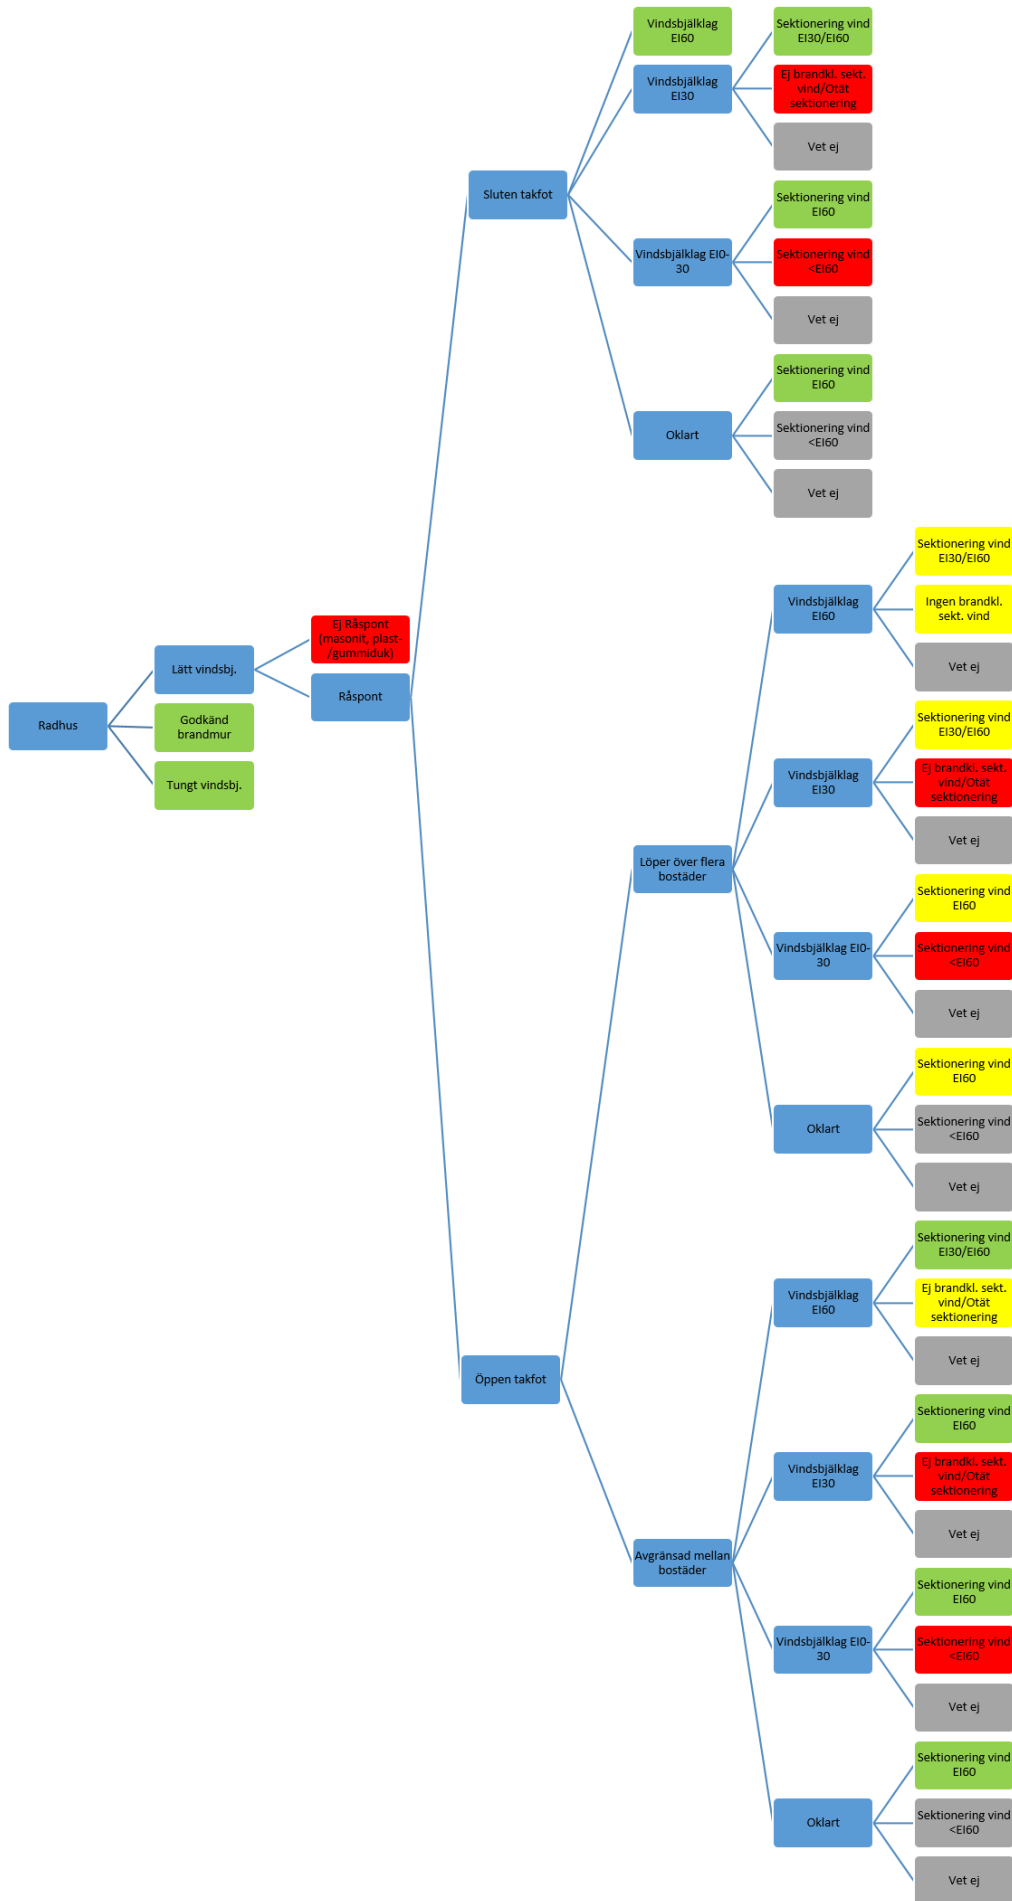 Radhus
Lätt vindsbj.
Godkänd
brandmur
Tungt vindsbj.
Ej Råspont
(masonit, plast-
/gummiduk)
Råspont
Sluten takfot
Vindsbjälklag
EI60
Vindsbjälklag
EI30
Sektionering vind
EI30/EI60
Ej brandkl. sekt.
vind/Otät
sektionering
Vet ej
Vindsbjälklag EI0-
30
Sektionering vind
EI60
Sektionering vind
<EI60
Vet ej
Oklart
Sektionering vind
EI60
Sektionering vind
<EI60
Vet ej
Öppen takfot
Löper över flera
bostäder
Vindsbjälklag
EI60
Sektionering vind
EI30/EI60
Ingen brandkl.
sekt. vind
Vet ej
Vindsbjälklag
EI30
Sektionering vind
EI30/EI60
Ej brandkl. sekt.
vind/Otät
sektionering
Vet ej
Vindsbjälklag EI0-
30
Sektionering vind
EI60
Sektionering vind
<EI60
Vet ej
Oklart
Sektionering vind
EI60
Sektionering vind
<EI60
Vet ej
Avgränsad mellan
bostäder
Vindsbjälklag
EI60
Sektionering vind
EI30/EI60
Ej brandkl. sekt.
vind/Otät
sektionering
Vet ej
Vindsbjälklag
EI30
Sektionering vind
EI60
Ej brandkl. sekt.
vind/Otät
sektionering
Vet ej
Vindsbjälklag EI0-
30
Sektionering vind
EI60
Sektionering vind
<EI60
Vet ej
Oklart
Sektionering vind
EI60
Sektionering vind
<EI60
Vet ej